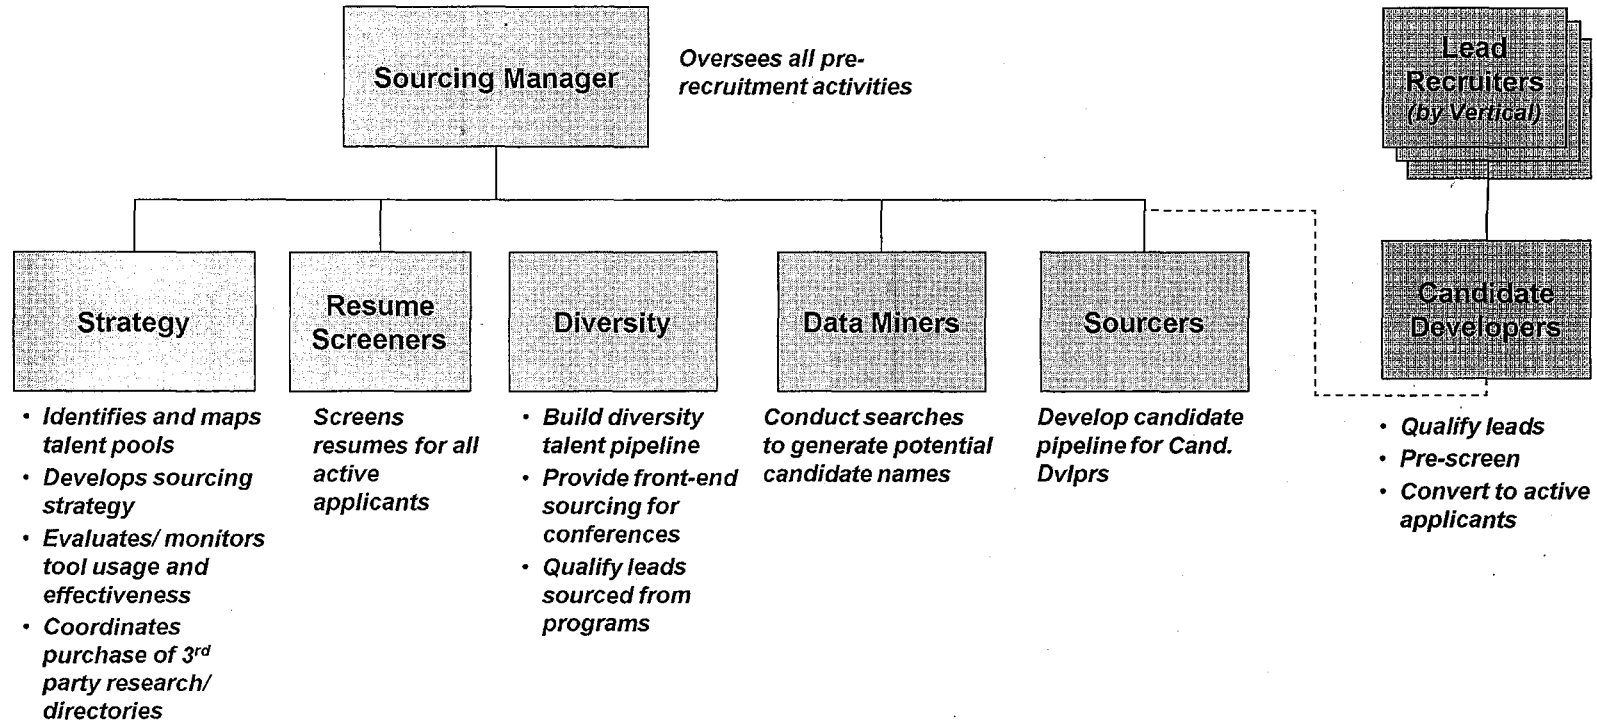 Sourcing Manager
Oversees all pre-
recruitment activities
Lead
Recruiters
(by Vertical)
Strategy
Resume
Screeners
Diversity
Data Miners
Sourcers
Candidate
Developers
• Identifies and maps
talent pools
• Develops sourcing
strategy
• Evaluates/ monitors
tool usage and
effectiveness
• Coordinates
purchase of 3rd
party research/
directories
Screens
resumes for all
active
applicants
• Build diversity
talent pipeline
• Provide front-end
sourcing for
conferences
• Qualify leads
sourced from
programs
Conduct searches
to generate potential
candidate names
Develop candidate
pipeline for Cand.
Dvlprs
• Qualify leads
• Pre-screen
• Convert to active
applicants